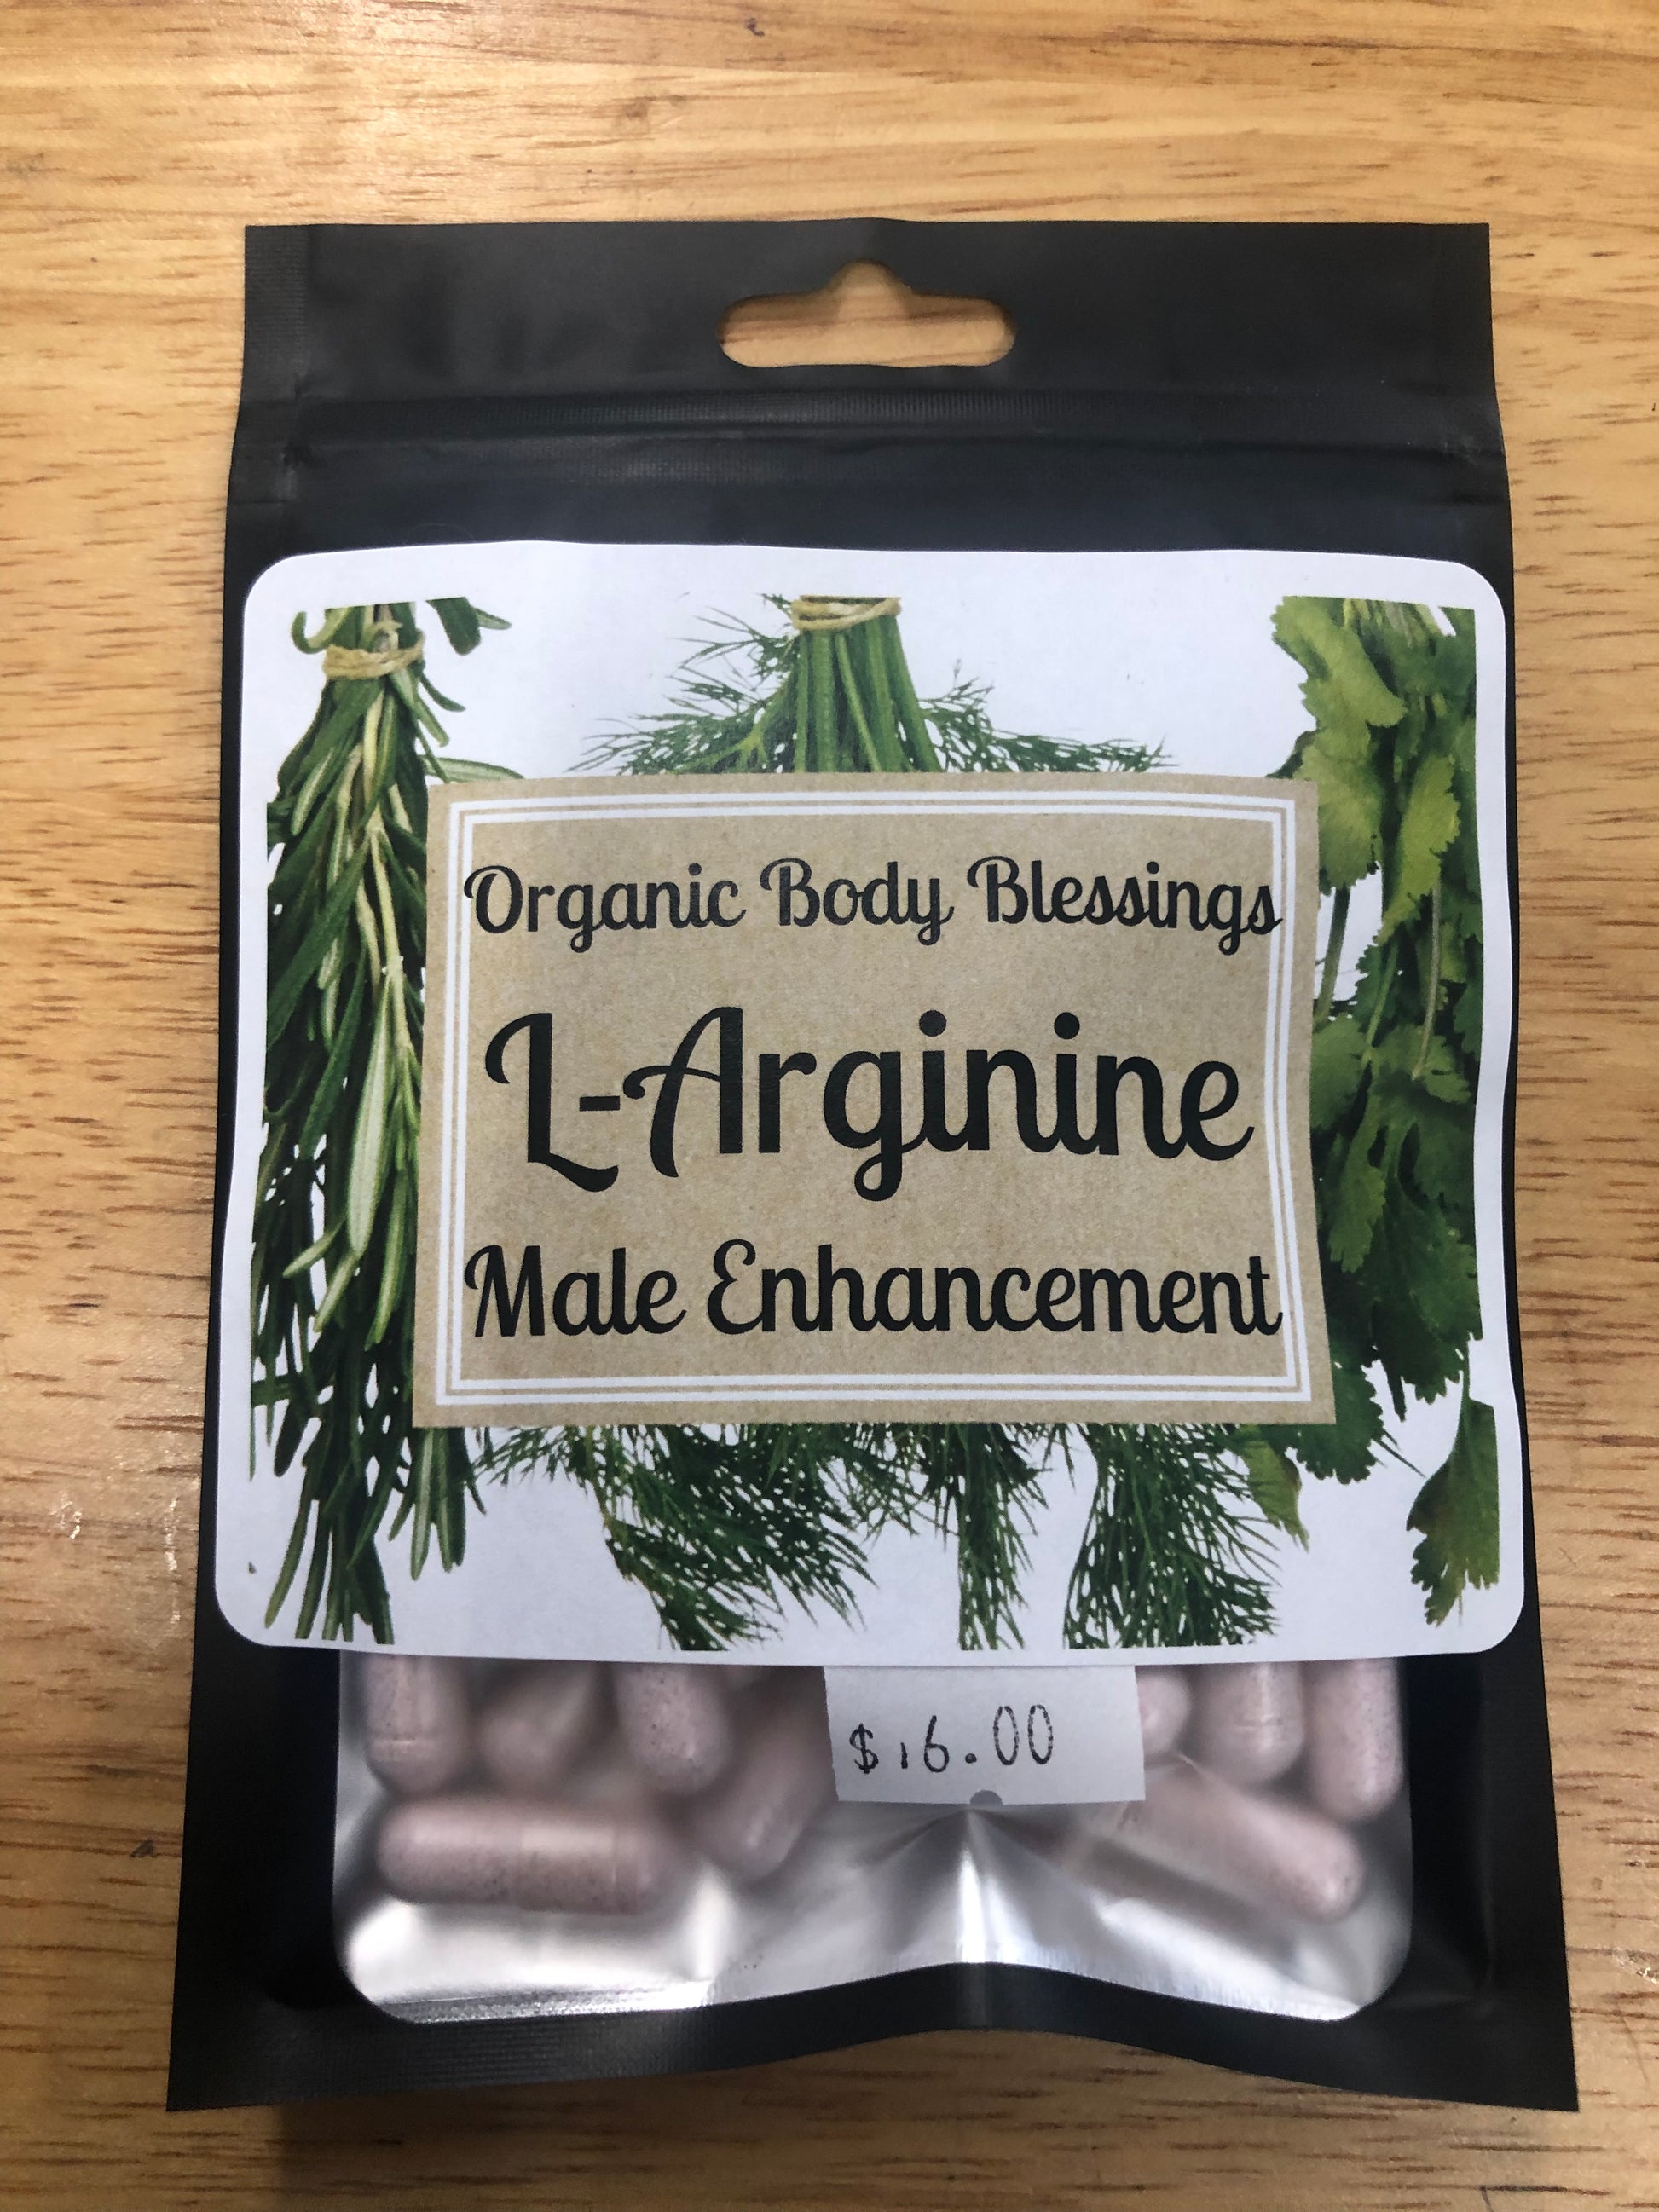 Organic Body Blessings
L-Arginine
Male Enhancement
$16.00